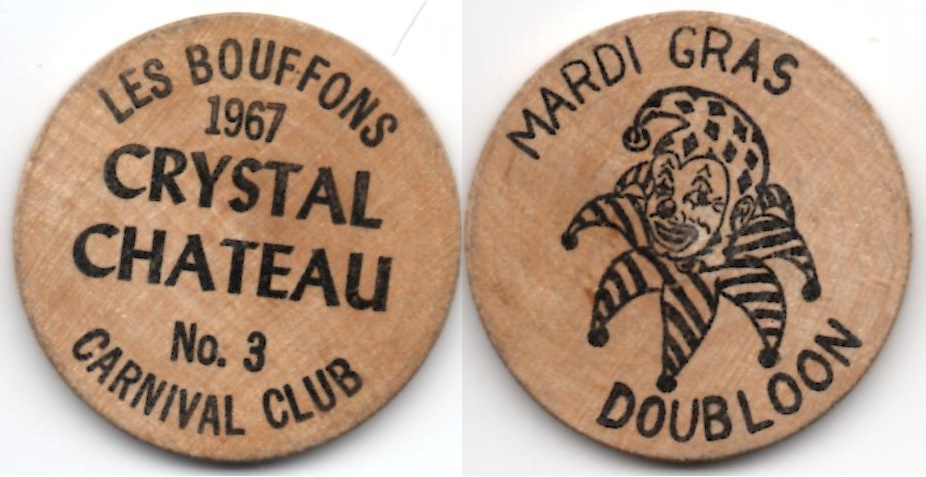 LES BOUFFONS
1967
CRYSTAL
CHATEAU
No. 3
CARNIVAL CLUB
MARDI GRAS
DOUBLOON